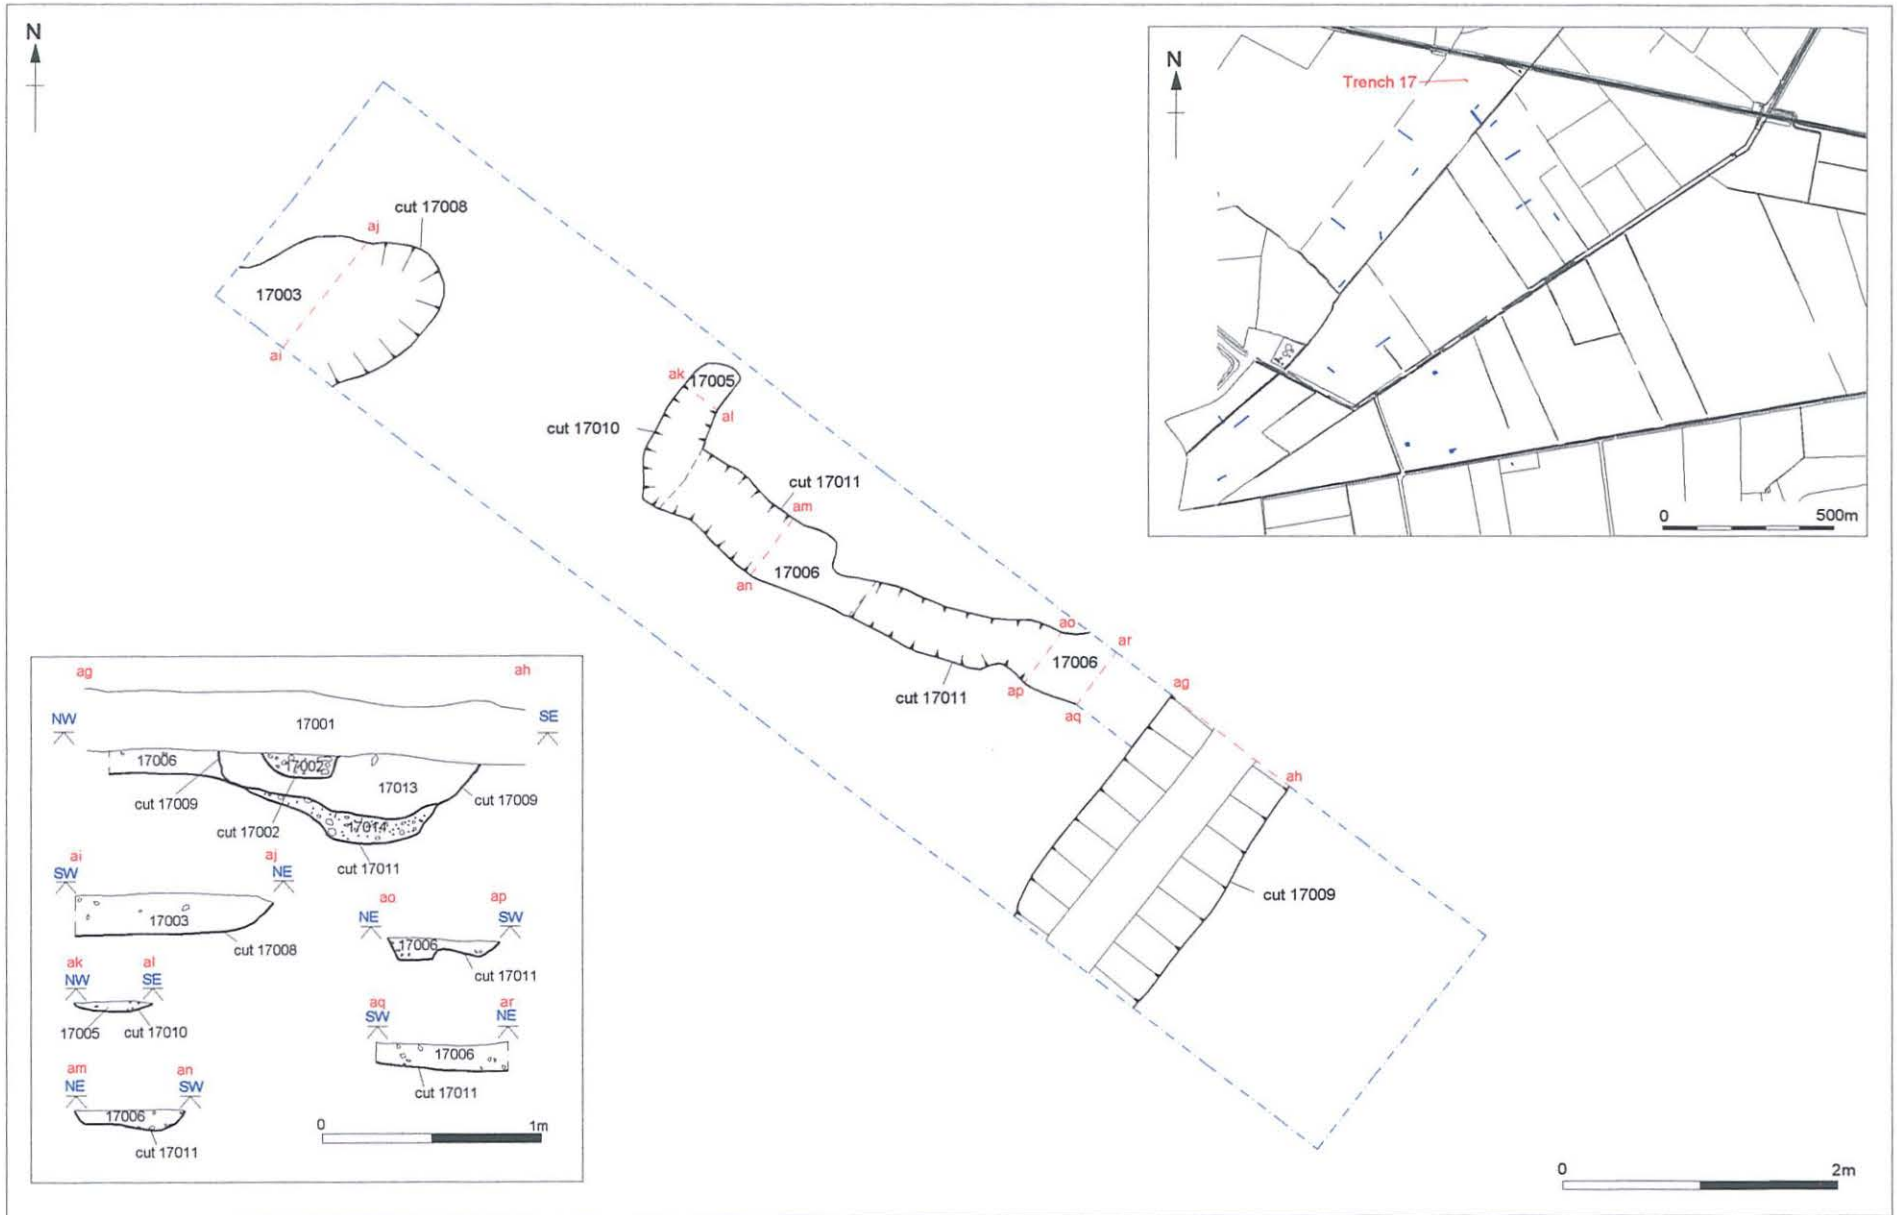 N
cut 17008
aj
17003
ai
ak
17005
al
cut 17010
cut 17011
am
17006
an
ao
ar
17006
cut 17011
ap
aq
ag
ah
cut 17009
0 2m
N
Trench 17
0 500m
ag ah
NW SE
17001
17006
17002
17013
cut 17009
cut 17009
cut 17002
17014
cut 17011
ai aj
SW NE
17003
cut 17008
ao ap
NE SW
17006
cut 17011
ak al
NW SE
17005 cut 17010
aq ar
SW NE
17006
cut 17011
am an
NE SW
17006
cut 17011
0 1m